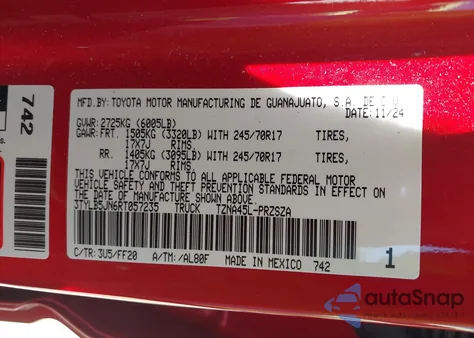 742
MFD.BY: TOYOTA MOTOR MANUFACTURING DE GUANAJUATO, S.A. DE C.V.
DATE: 11/24
GVWR: 2725KG (6005LB)
GAWR: FRT. 1505KG (3320LB) WITH 245/70R17 TIRES,
17X7J RIMS
RR. 1405KG (3095LB) WITH 245/70R17 TIRES,
17X7J RIMS
THIS VEHICLE CONFORMS TO ALL APPLICABLE FEDERAL MOTOR
VEHICLE SAFETY AND THEFT PREVENTION STANDARDS IN EFFECT ON
THE DATE OF MANUFACTURE SHOWN ABOVE.
3TYLB5JN6RT057235 TRUCK TZNA45L-PRZSZA
C/TR: 3U5/FF20 A/TM: /AL80F MADE IN MEXICO 742
1
autoSnap